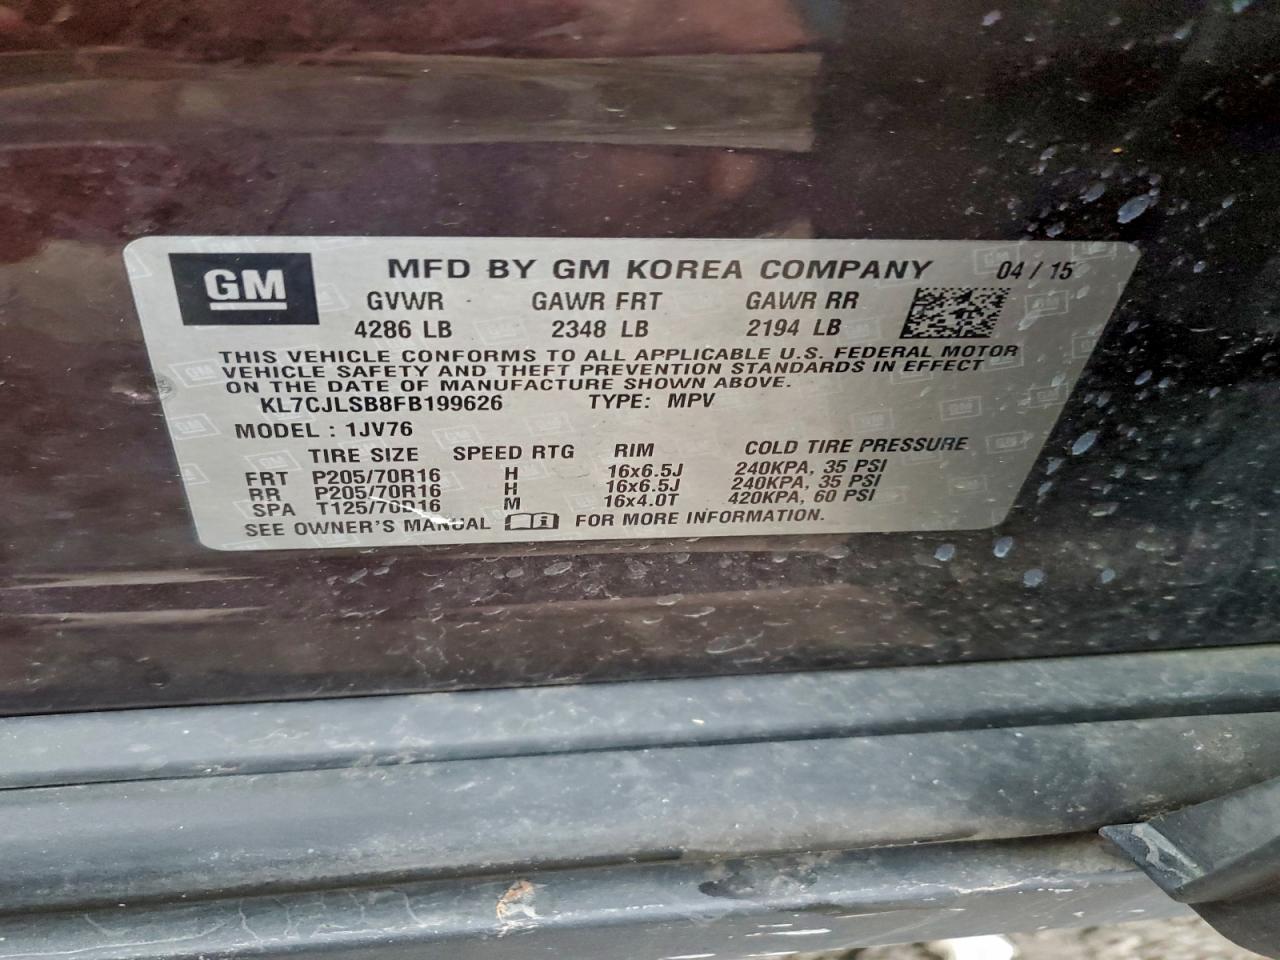 GM MFD BY GM KOREA COMPANY 04 / 15
GVWR GAWR FRT GAWR RR
4286 LB 2348 LB 2194 LB
THIS VEHICLE CONFORMS TO ALL APPLICABLE U.S. FEDERAL MOTOR
VEHICLE SAFETY AND THEFT PREVENTION STANDARDS IN EFFECT
ON THE DATE OF MANUFACTURE SHOWN ABOVE.
KL7CJLSB8FB199626 TYPE: MPV
MODEL : 1JV76
TIRE SIZE SPEED RTG RIM COLD TIRE PRESSURE
FRT P205/70R16 H 16x6.5J 240KPA, 35 PSI
RR P205/70R16 H 16x6.5J 240KPA, 35 PSI
SPA T125/70D16 M 16x4.0T 420KPA, 60 PSI
SEE OWNER'S MANUAL FOR MORE INFORMATION.